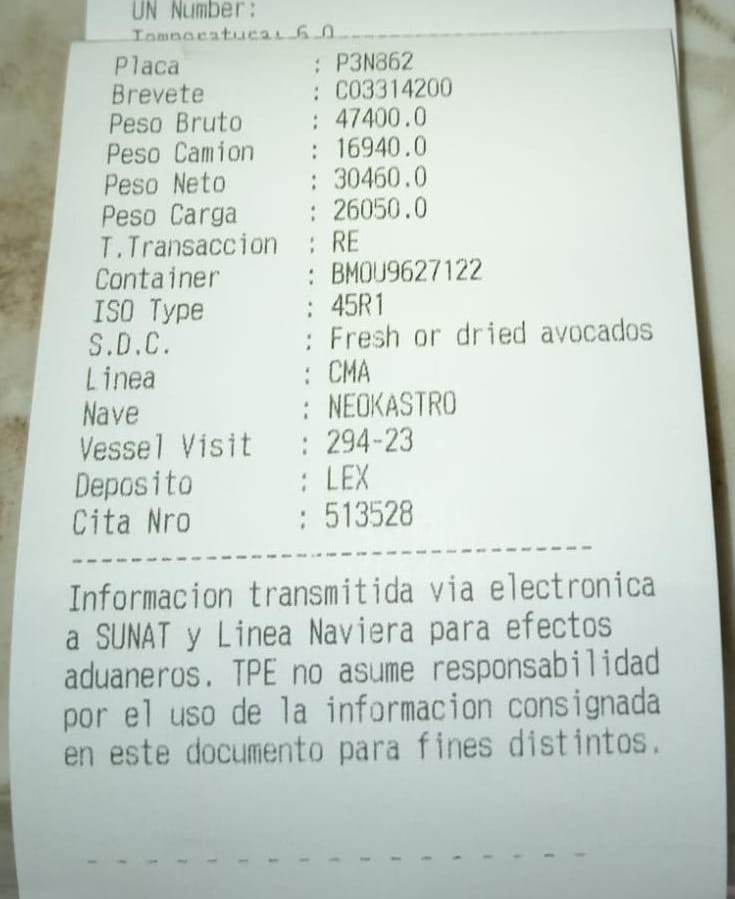 UN Number:
Temperatura: 6.0
Placa : P3N862
Brevete : C03314200
Peso Bruto : 47400.0
Peso Camion : 16940.0
Peso Neto : 30460.0
Peso Carga : 26050.0
T.Transaccion : RE
Container : BMOU9627122
ISO Type : 45R1
S.D.C. : Fresh or dried avocados
Linea : CMA
Nave : NEOKASTRO
Vessel Visit : 294-23
Deposito : LEX
Cita Nro : 513528
Informacion transmitida via electronica
a SUNAT y Linea Naviera para efectos
aduaneros. TPE no asume responsabilidad
por el uso de la informacion consignada
en este documento para fines distintos.